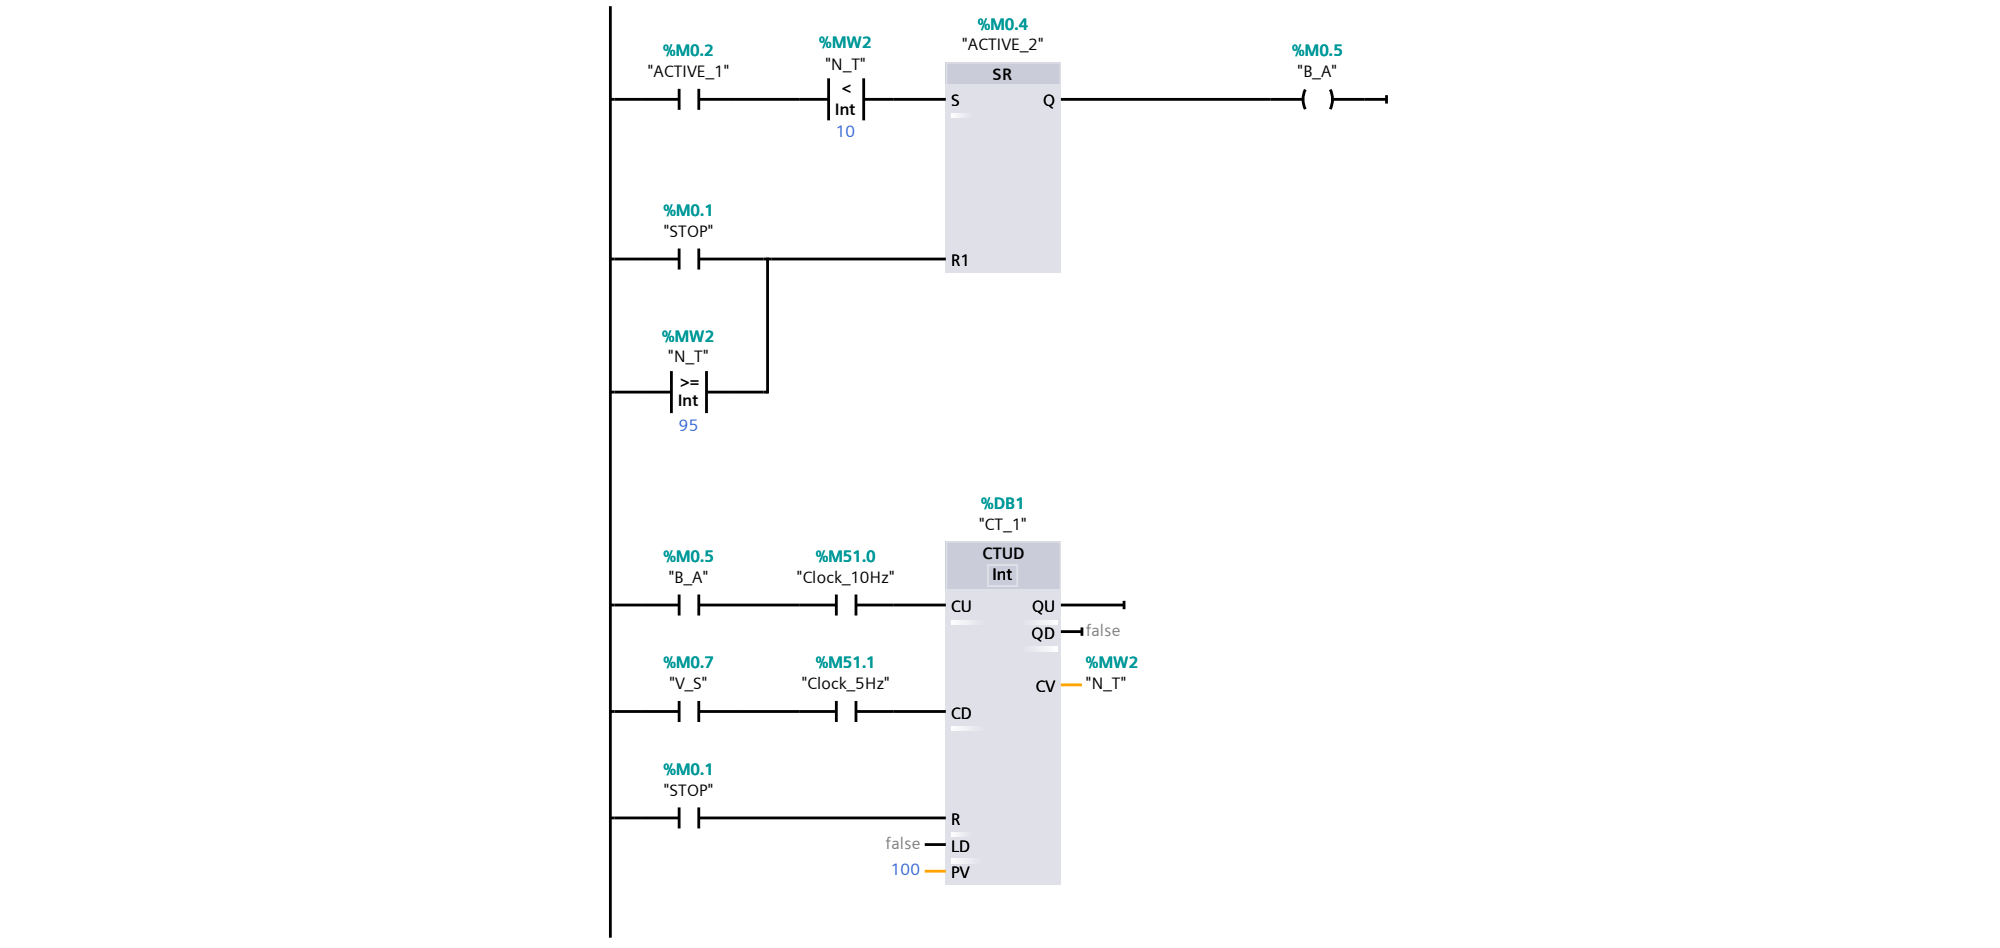 %M0.4
"ACTIVE_2"
%M0.2
"ACTIVE_1"
%MW2
"N_T"
<
Int
10
SR
S
Q
R1
%M0.5
"B_A"
%M0.1
"STOP"
%MW2
"N_T"
>=
Int
95
%DB1
"CT_1"
CTUD
Int
%M0.5
"B_A"
%M51.0
"Clock_10Hz"
CU
QU
QD
false
%M0.7
"V_S"
%M51.1
"Clock_5Hz"
CD
CV
%MW2
"N_T"
%M0.1
"STOP"
R
false
LD
100
PV